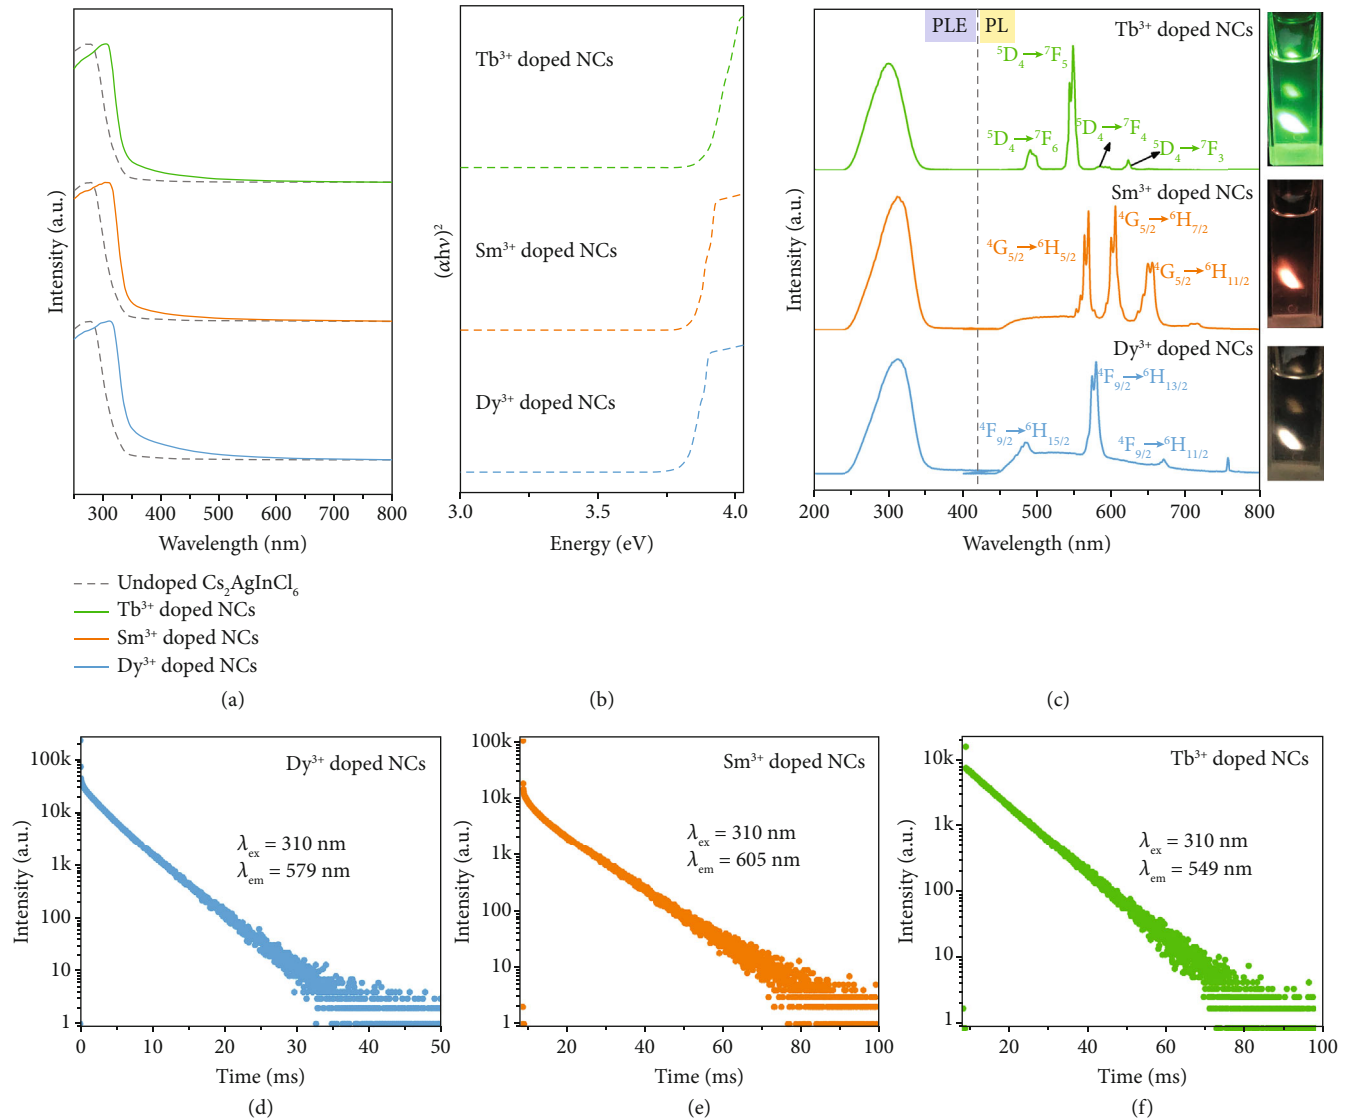 Intensity (a.u.)
300 400 500 600 700 800
Wavelength (nm)
Undoped Cs₂AgInCl₆
Tb³⁺ doped NCs
Sm³⁺ doped NCs
Dy³⁺ doped NCs
(a)
(αhν)²
Tb³⁺ doped NCs
Sm³⁺ doped NCs
Dy³⁺ doped NCs
3.0 3.5 4.0
Energy (eV)
(b)
Intensity (a.u.)
PLE PL
Tb³⁺ doped NCs
⁵D₄→⁷F₅
⁵D₄→⁷F₆
⁵D₄→⁷F₄
⁵D₄→⁷F₃
Sm³⁺ doped NCs
⁴G₅/₂→⁶H₇/₂
⁴G₅/₂→⁶H₅/₂
⁴G₅/₂→⁶H₁₁/₂
Dy³⁺ doped NCs
⁴F₉/₂→⁶H₁₃/₂
⁴F₉/₂→⁶H₁₅/₂
⁴F₉/₂→⁶H₁₁/₂
200 300 400 500 600 700 800
Wavelength (nm)
(c)
Intensity (a.u.)
100k
10k
1k
100
10
1
Dy³⁺ doped NCs
λex = 310 nm
λem = 579 nm
0 10 20 30 40 50
Time (ms)
(d)
Intensity (a.u.)
100k
10k
1k
100
10
1
Sm³⁺ doped NCs
λex = 310 nm
λem = 605 nm
20 40 60 80 100
Time (ms)
(e)
Intensity (a.u.)
10k
1k
100
10
1
Tb³⁺ doped NCs
λex = 310 nm
λem = 549 nm
20 40 60 80 100
Time (ms)
(f)